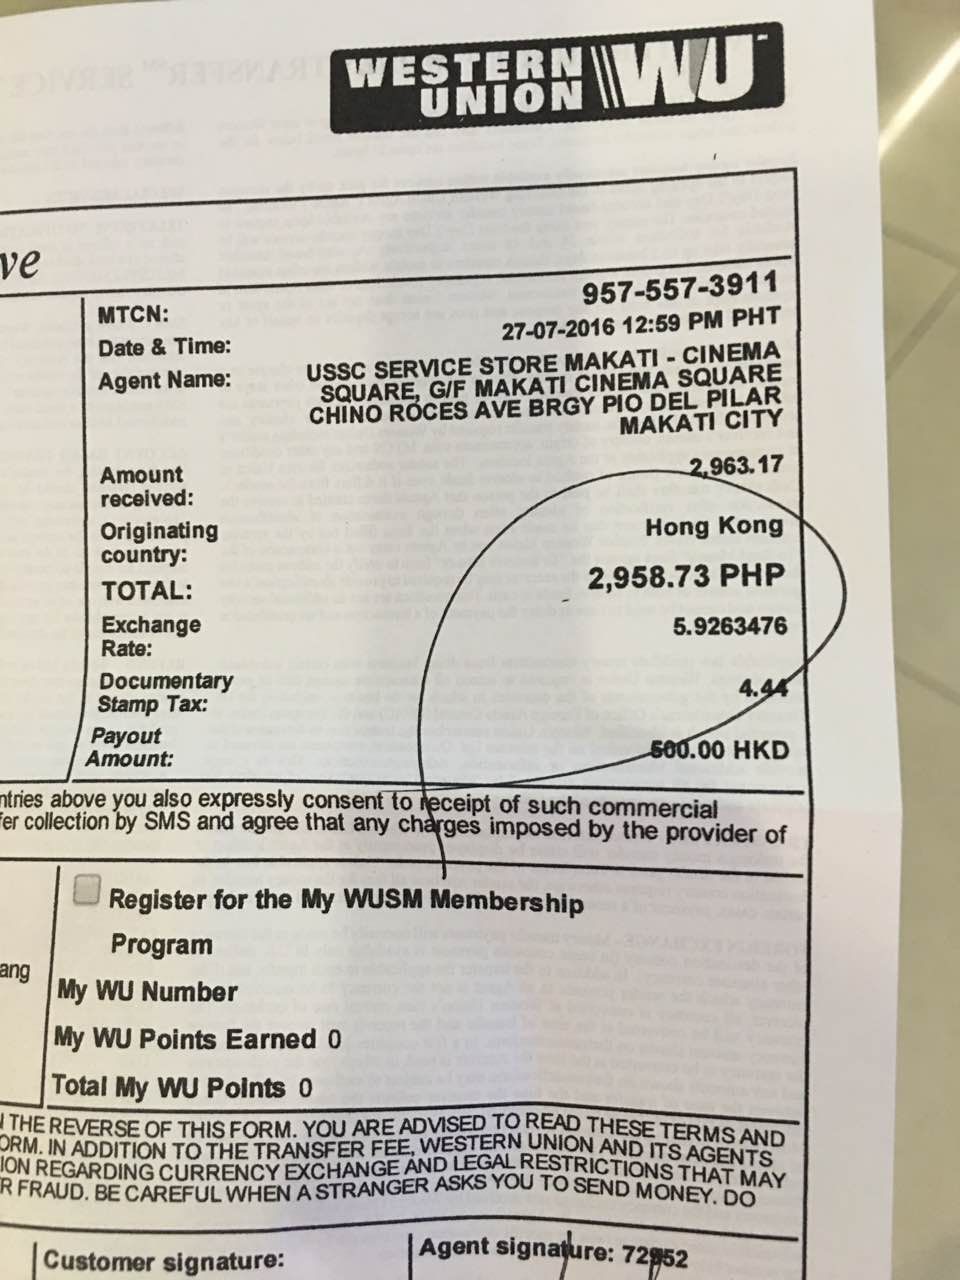 WESTERN UNION WU
ve
MTCN: 957-557-3911
Date & Time: 27-07-2016 12:59 PM PHT
Agent Name: USSC SERVICE STORE MAKATI - CINEMA
SQUARE, G/F MAKATI CINEMA SQUARE
CHINO ROCES AVE BRGY PIO DEL PILAR
MAKATI CITY
Amount received: 2,963.17
Originating country: Hong Kong
TOTAL: 2,958.73 PHP
Exchange Rate: 5.9263476
Documentary Stamp Tax: 4.44
Payout Amount: 500.00 HKD
ntries above you also expressly consent to receipt of such commercial
fer collection by SMS and agree that any charges imposed by the provider of
Register for the My WUSM Membership
Program
ang
My WU Number
My WU Points Earned 0
Total My WU Points 0
THE REVERSE OF THIS FORM. YOU ARE ADVISED TO READ THESE TERMS AND
ORM. IN ADDITION TO THE TRANSFER FEE, WESTERN UNION AND ITS AGENTS
ION REGARDING CURRENCY EXCHANGE AND LEGAL RESTRICTIONS THAT MAY
R FRAUD. BE CAREFUL WHEN A STRANGER ASKS YOU TO SEND MONEY. DO
Customer signature:
Agent signature: 72952